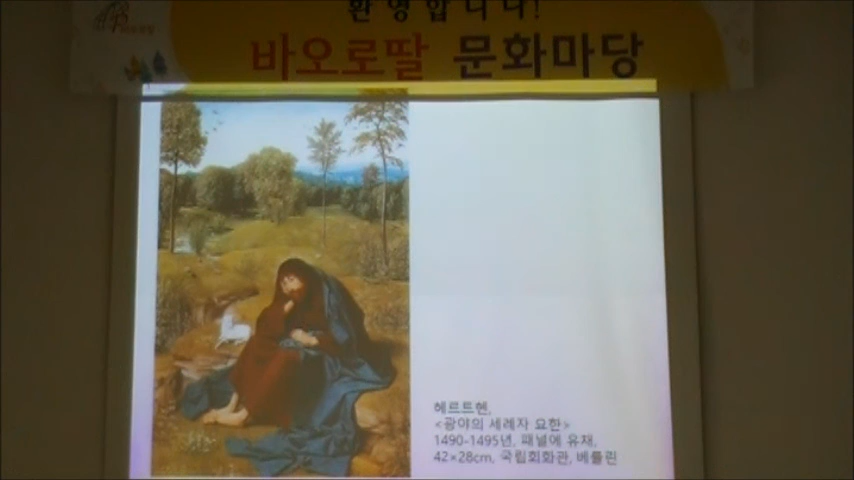 환영합니다!
바오로딸 문화마당
헤르트헨,
<광야의 세례자 요한>
1490-1495년, 패널에 유채,
42×28cm, 국립회화관, 베를린